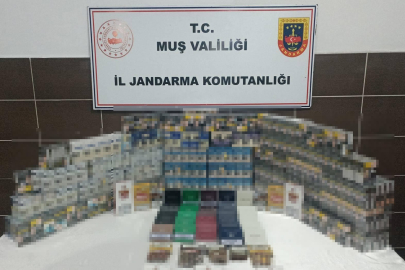 T.C.
MUŞ VALİLİĞİ
İL JANDARMA KOMUTANLIĞI